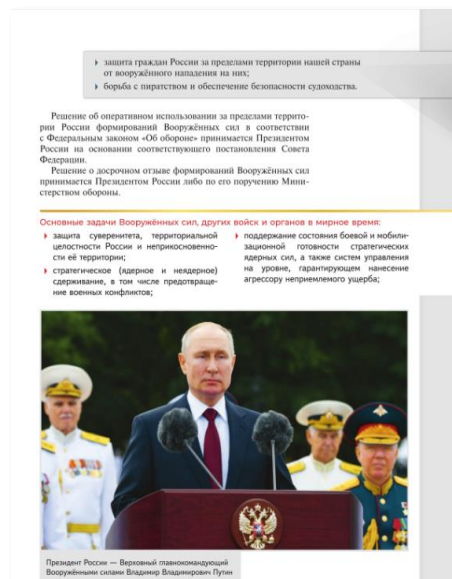 защита граждан России за пределами территории нашей страны
от вооружённого нападения на них;
борьба с пиратством и обеспечение безопасности судоходства.
Решение об оперативном использовании за пределами террито-
рии России формирований Вооружённых сил в соответствии
с Федеральным законом «Об обороне» принимается Президентом
России на основании соответствующего постановления Совета
Федерации.
Решение о досрочном отзыве формирований Вооружённых сил
принимается Президентом России либо по его поручению Мини-
стерством обороны.
Основные задачи Вооружённых сил, других войск и органов в мирное время:
защита суверенитета, территориальной
целостности России и неприкосновенно-
сти её территории;
стратегическое (ядерное и неядерное)
сдерживание, в том числе предотвраще-
ние военных конфликтов;
поддержание состояния боевой и мобили-
зационной готовности стратегических
ядерных сил, а также систем управления
на уровне, гарантирующем нанесение
агрессору неприемлемого ущерба;
Президент России — Верховный главнокомандующий
Вооружёнными силами Владимир Владимирович Путин